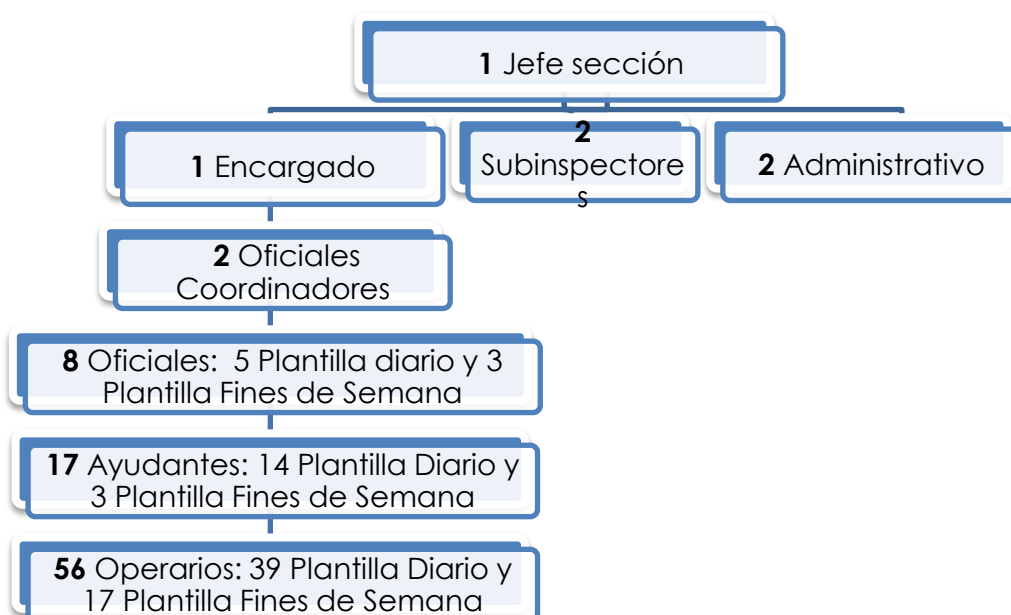 1 Jefe sección
1 Encargado
2
Subinspectore
s
2 Administrativo
2 Oficiales
Coordinadores
8 Oficiales: 5 Plantilla diario y 3
Plantilla Fines de Semana
17 Ayudantes: 14 Plantilla Diario y
3 Plantilla Fines de Semana
56 Operarios: 39 Plantilla Diario y
17 Plantilla Fines de Semana